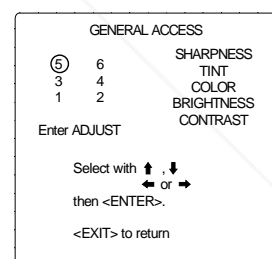 GENERAL ACCESS
5 6
3 4
1 2
Enter ADJUST
SHARPNESS
TINT
COLOR
BRIGHTNESS
CONTRAST
Select with ⬆ , ⬇
⬅ or ➡
then <ENTER>.
<EXIT> to return